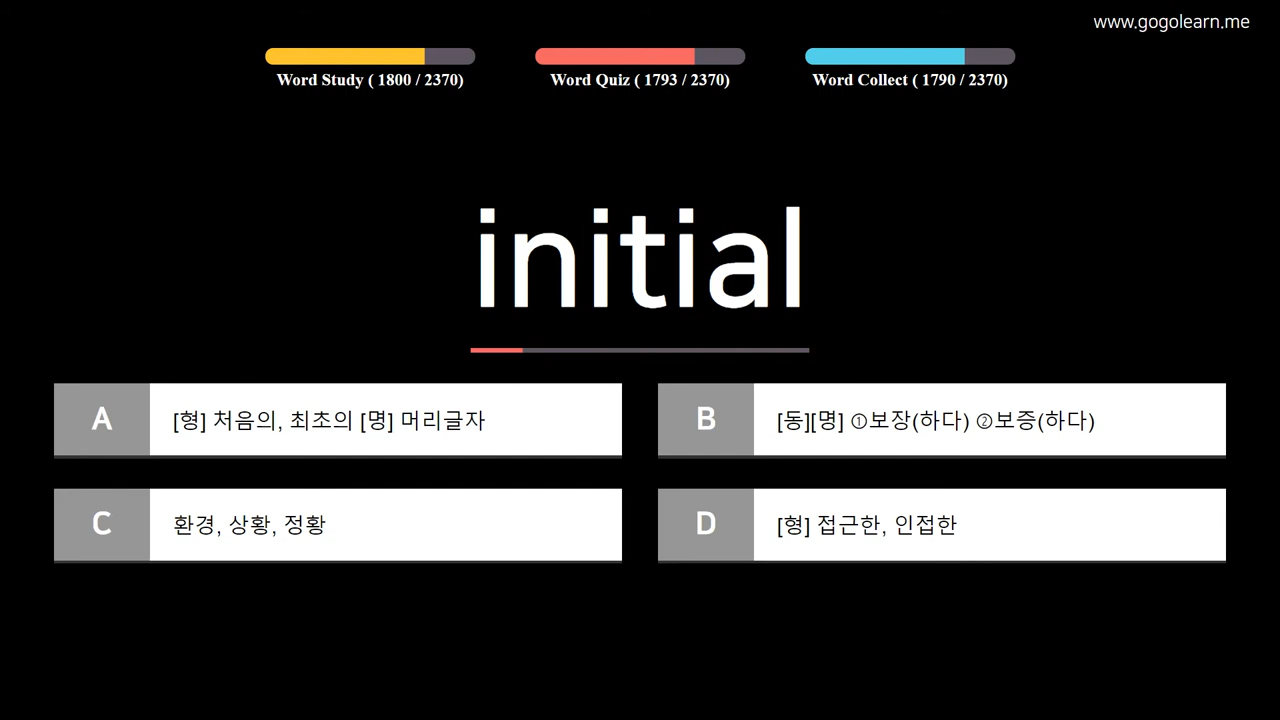 www.gogolearn.me
Word Study ( 1800 / 2370)
Word Quiz ( 1793 / 2370)
Word Collect ( 1790 / 2370)
initial
A
[형] 처음의, 최초의 [명] 머리글자
B
[동][명] ①보장(하다) ②보증(하다)
C
환경, 상황, 정황
D
[형] 접근한, 인접한